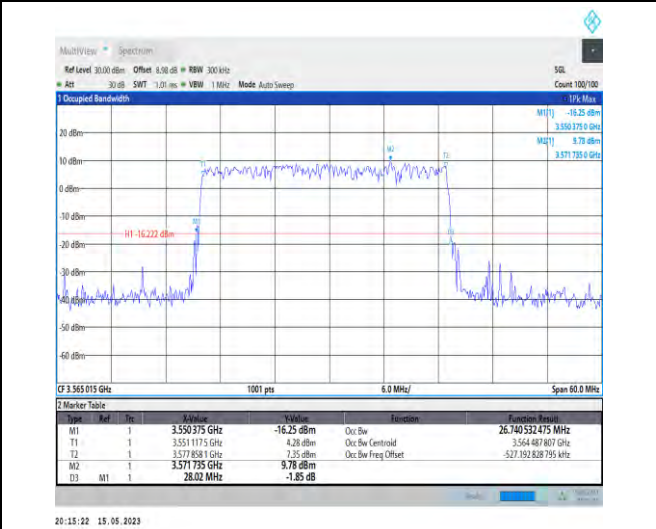 MultiView Spectrum
Ref Level 30.00 dBm Offset 8.98 dB RBW 300 kHz SGL
Att 30 dB SWT 1.01 ms VBW 1 MHz Mode Auto Sweep Count 100/100
1 Occupied Bandwidth 1Pk Max
M1[1] -16.25 dBm
3.550 375 0 GHz
M2[1] 9.78 dBm
3.571 735 0 GHz
20 dBm
M2
10 dBm
T1
T2
0 dBm
-10 dBm
M1
H1 -16.222 dBm
D3
-20 dBm
-30 dBm
-40 dBm
-50 dBm
-60 dBm
CF 3.565 015 GHz 1001 pts 6.0 MHz/ Span 60.0 MHz
2 Marker Table
Type Ref Trc X-Value Y-Value Function Function Result
M1 1 3.550 375 GHz -16.25 dBm Occ Bw 26.740 532 475 MHz
T1 1 3.551 117 5 GHz 4.28 dBm Occ Bw Centroid 3.564 487 807 GHz
T2 1 3.577 858 1 GHz 7.35 dBm Occ Bw Freq Offset -527.192 828 795 kHz
M2 1 3.571 735 GHz 9.78 dBm
D3 M1 1 28.02 MHz -1.85 dB
20:15:22 15.05.2023